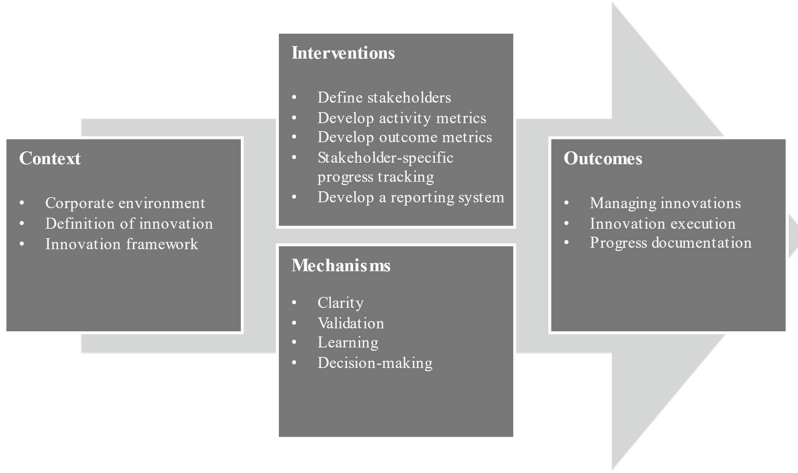 Context
• Corporate environment
• Definition of innovation
• Innovation framework
Interventions
• Define stakeholders
• Develop activity metrics
• Develop outcome metrics
• Stakeholder-specific
progress tracking
• Develop a reporting system
Mechanisms
• Clarity
• Validation
• Learning
• Decision-making
Outcomes
• Managing innovations
• Innovation execution
• Progress documentation